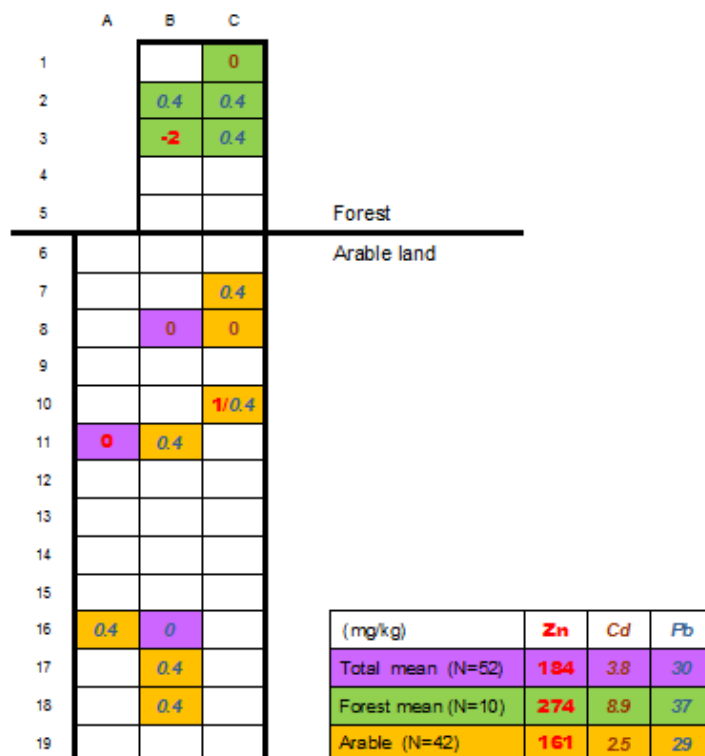 A B C
1 0
2 0.4 0.4
3 -2 0.4
4
5 Forest
6 Arable land
7 0.4
8 0 0
9
10 1/0.4
11 0 0.4
12
13
14
15
16 0.4 0 (mg/kg) Zn Cd Pb
17 0.4 Total mean (N=52) 184 3.8 30
18 0.4 Forest mean (N=10) 274 8.9 37
19 Arable (N=42) 161 2.5 29